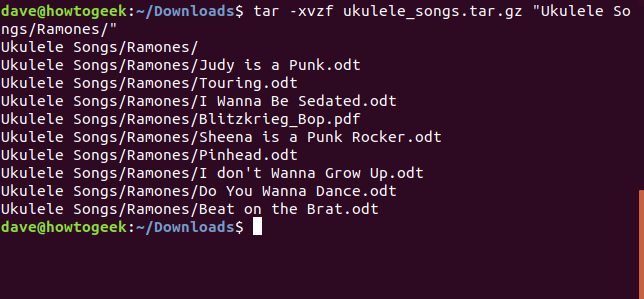 dave@howtogeek:~/Downloads$ tar -xvzf ukulele_songs.tar.gz "Ukulele So
ngs/Ramones/"
Ukulele Songs/Ramones/
Ukulele Songs/Ramones/Judy is a Punk.odt
Ukulele Songs/Ramones/Touring.odt
Ukulele Songs/Ramones/I Wanna Be Sedated.odt
Ukulele Songs/Ramones/Blitzkrieg_Bop.pdf
Ukulele Songs/Ramones/Sheena is a Punk Rocker.odt
Ukulele Songs/Ramones/Pinhead.odt
Ukulele Songs/Ramones/I don't Wanna Grow Up.odt
Ukulele Songs/Ramones/Do You Wanna Dance.odt
Ukulele Songs/Ramones/Beat on the Brat.odt
dave@howtogeek:~/Downloads$